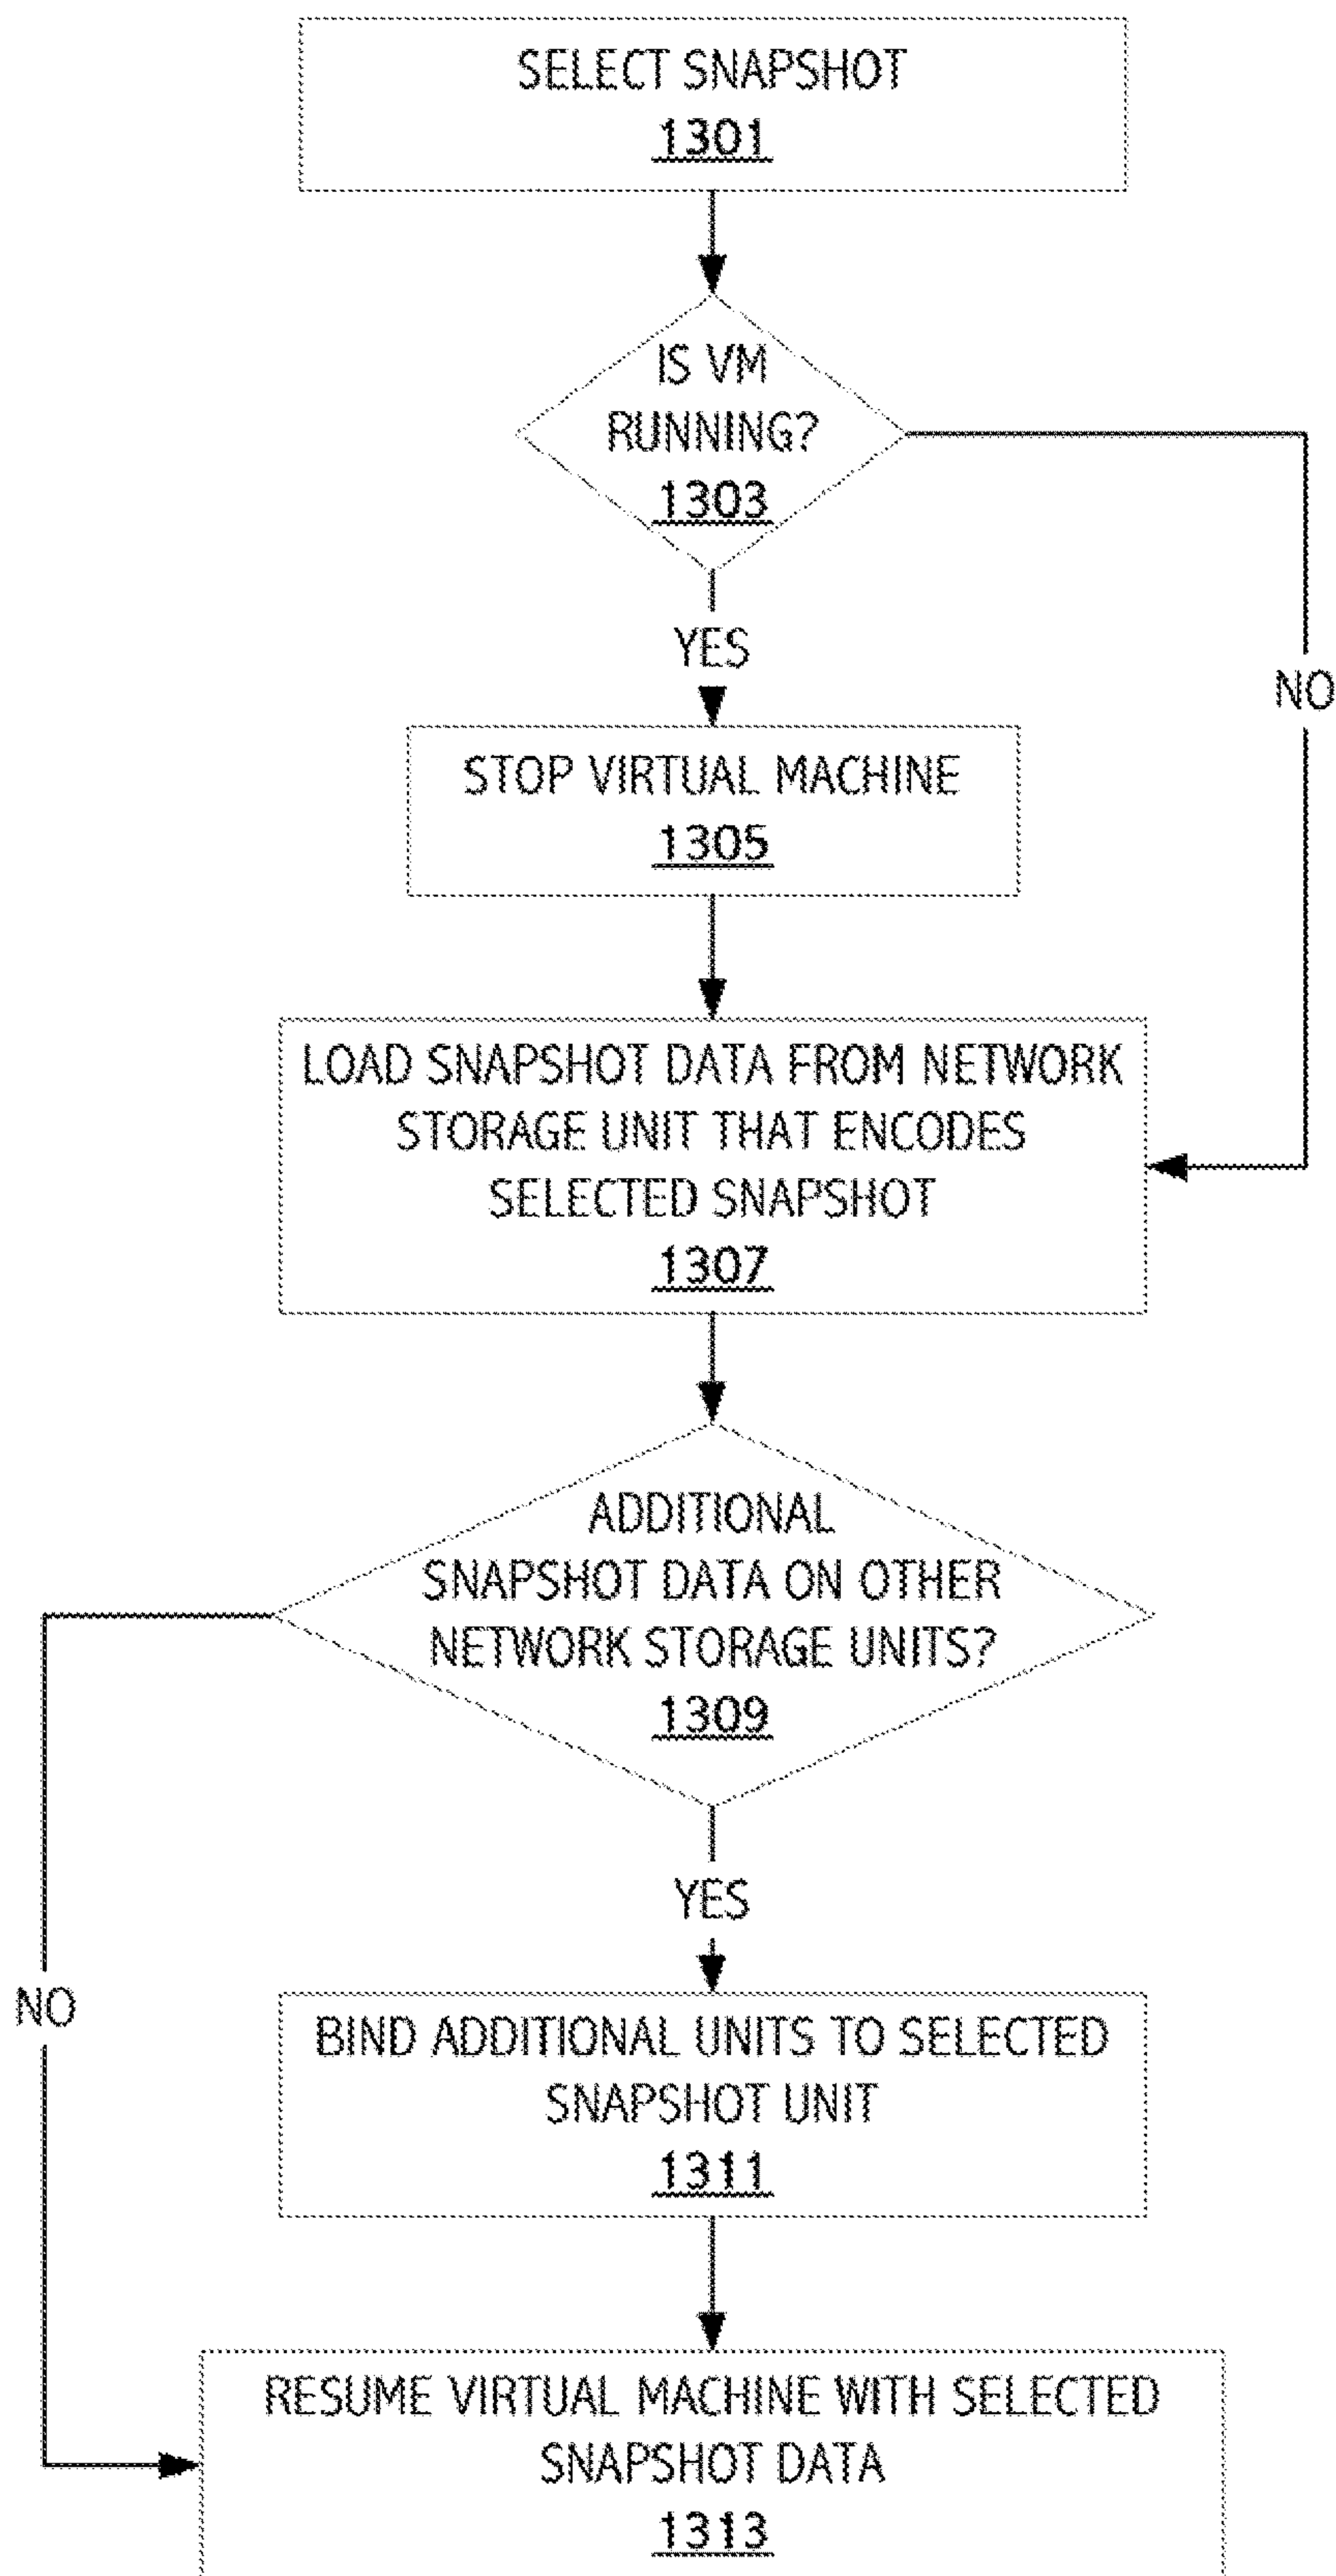 SELECT SNAPSHOT
1301
IS VM
RUNNING?
1303
YES
NO
STOP VIRTUAL MACHINE
1305
LOAD SNAPSHOT DATA FROM NETWORK
STORAGE UNIT THAT ENCODES
SELECTED SNAPSHOT
1307
ADDITIONAL
SNAPSHOT DATA ON OTHER
NETWORK STORAGE UNITS?
1309
YES
NO
BIND ADDITIONAL UNITS TO SELECTED
SNAPSHOT UNIT
1311
RESUME VIRTUAL MACHINE WITH SELECTED
SNAPSHOT DATA
1313